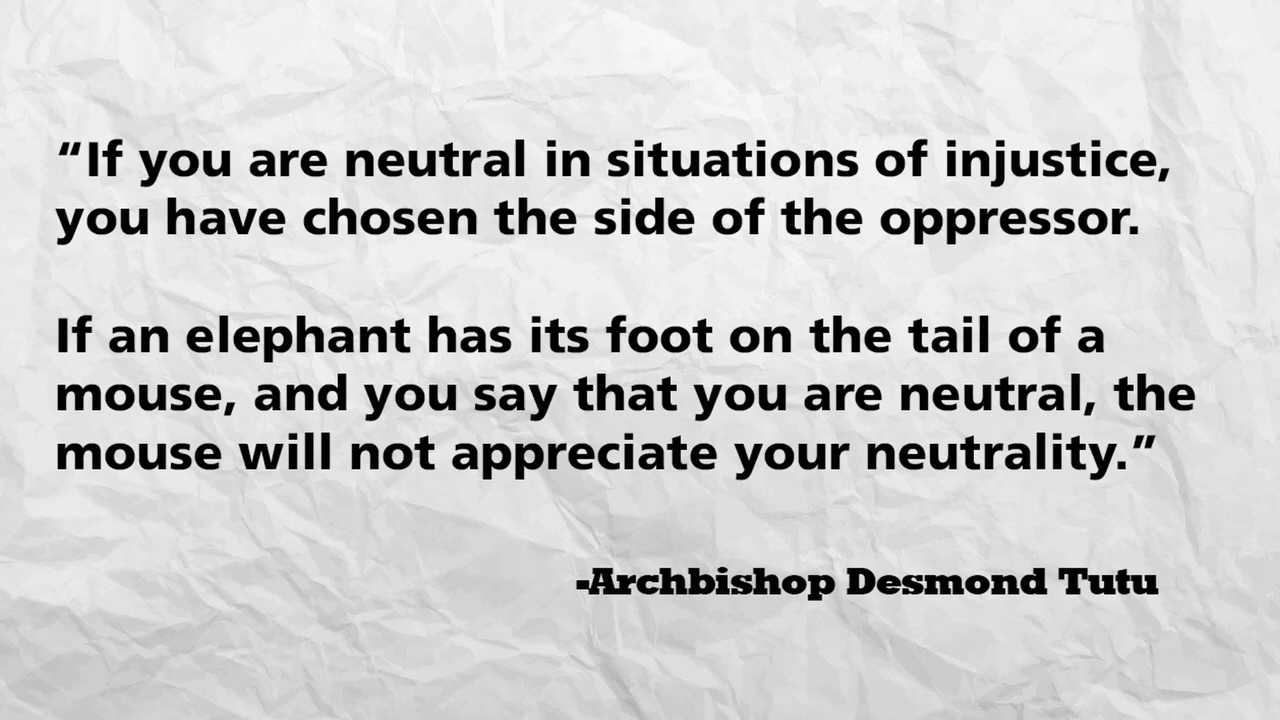 “If you are neutral in situations of injustice,
you have chosen the side of the oppressor.
If an elephant has its foot on the tail of a
mouse, and you say that you are neutral, the
mouse will not appreciate your neutrality.”
-Archbishop Desmond Tutu